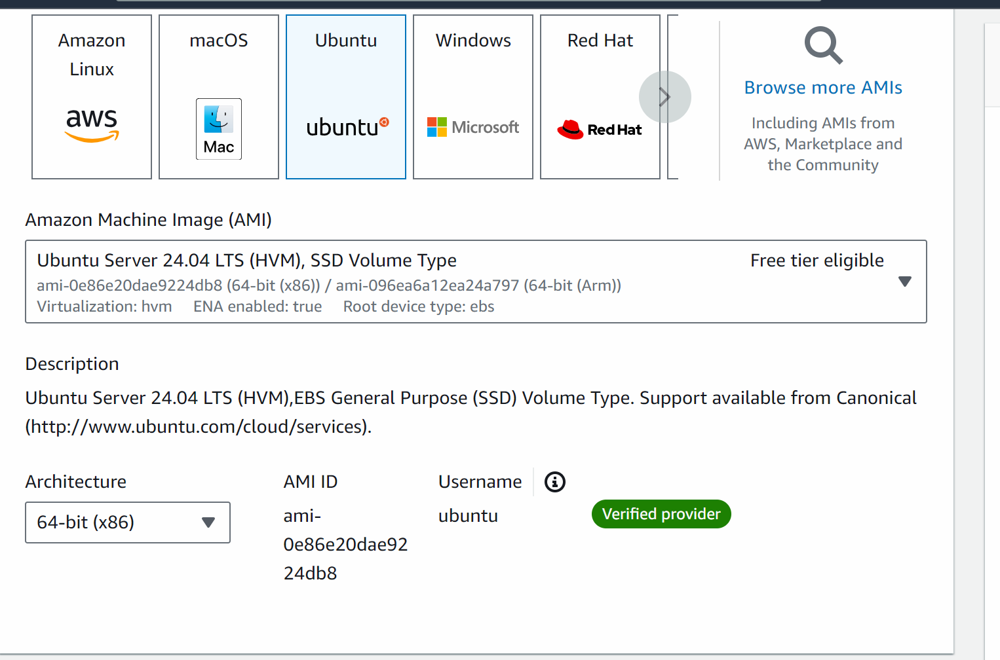 Amazon
Linux
aws
macOS
Mac
Ubuntu
ubuntu
Windows
Microsoft
Red Hat
Red Hat
Browse more AMIs
Including AMIs from
AWS, Marketplace and
the Community
Amazon Machine Image (AMI)
Ubuntu Server 24.04 LTS (HVM), SSD Volume Type
Free tier eligible
ami-0e86e20dae9224db8 (64-bit (x86)) / ami-096ea6a12ea24a797 (64-bit (Arm))
Virtualization: hvm ENA enabled: true Root device type: ebs
Description
Ubuntu Server 24.04 LTS (HVM),EBS General Purpose (SSD) Volume Type. Support available from Canonical
(http://www.ubuntu.com/cloud/services).
Architecture
64-bit (x86)
AMI ID
ami-
0e86e20dae92
24db8
Username
ubuntu
Verified provider